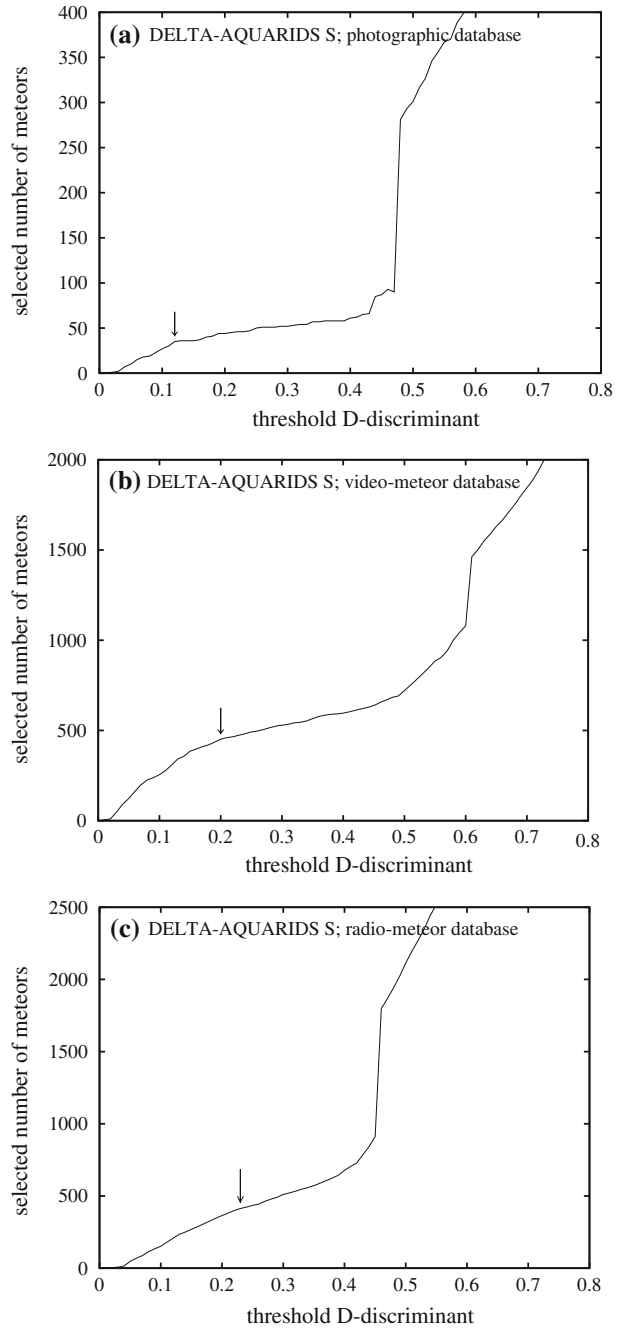 (a) DELTA-AQUARIDS S; photographic database
selected number of meteors
400
350
300
250
200
150
100
50
0
0 0.1 0.2 0.3 0.4 0.5 0.6 0.7 0.8
threshold D-discriminant
(b) DELTA-AQUARIDS S; video-meteor database
selected number of meteors
2000
1500
1000
500
0
0 0.1 0.2 0.3 0.4 0.5 0.6 0.7 0.8
threshold D-discriminant
(c) DELTA-AQUARIDS S; radio-meteor database
selected number of meteors
2500
2000
1500
1000
500
0
0 0.1 0.2 0.3 0.4 0.5 0.6 0.7 0.8
threshold D-discriminant